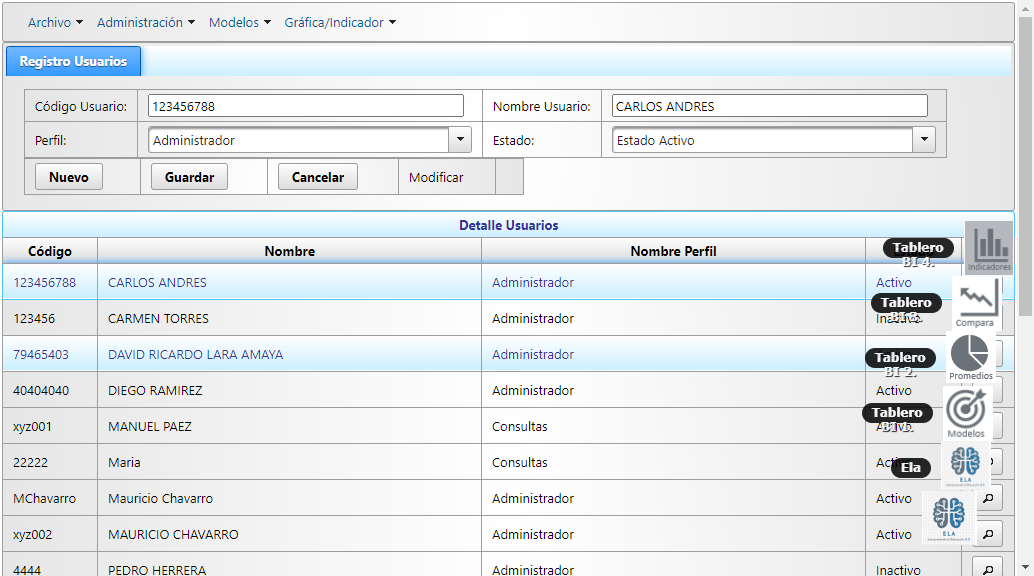 Archivo Administración Modelos Gráfica/Indicador
Registro Usuarios
Código Usuario: 123456788 Nombre Usuario: CARLOS ANDRES
Perfil: Administrador Estado: Estado Activo
Nuevo Guardar Cancelar Modificar
Detalle Usuarios
Código Nombre Nombre Perfil
Tablero
BI 4.
Indicadores
123456788 CARLOS ANDRES Administrador Activo
Tablero
BI 3.
Compara
123456 CARMEN TORRES Administrador Inactivo
79465403 DAVID RICARDO LARA AMAYA Administrador
Tablero
BI 2.
Promedios
40404040 DIEGO RAMIREZ Administrador Activo
Tablero
BI 1.
Modelos
xyz001 MANUEL PAEZ Consultas Activo
22222 Maria Consultas Activo
Ela
ELA
MChavarro Mauricio Chavarro Administrador Activo
xyz002 MAURICIO CHAVARRO Administrador Activo
ELA
4444 PEDRO HERRERA Administrador Inactivo